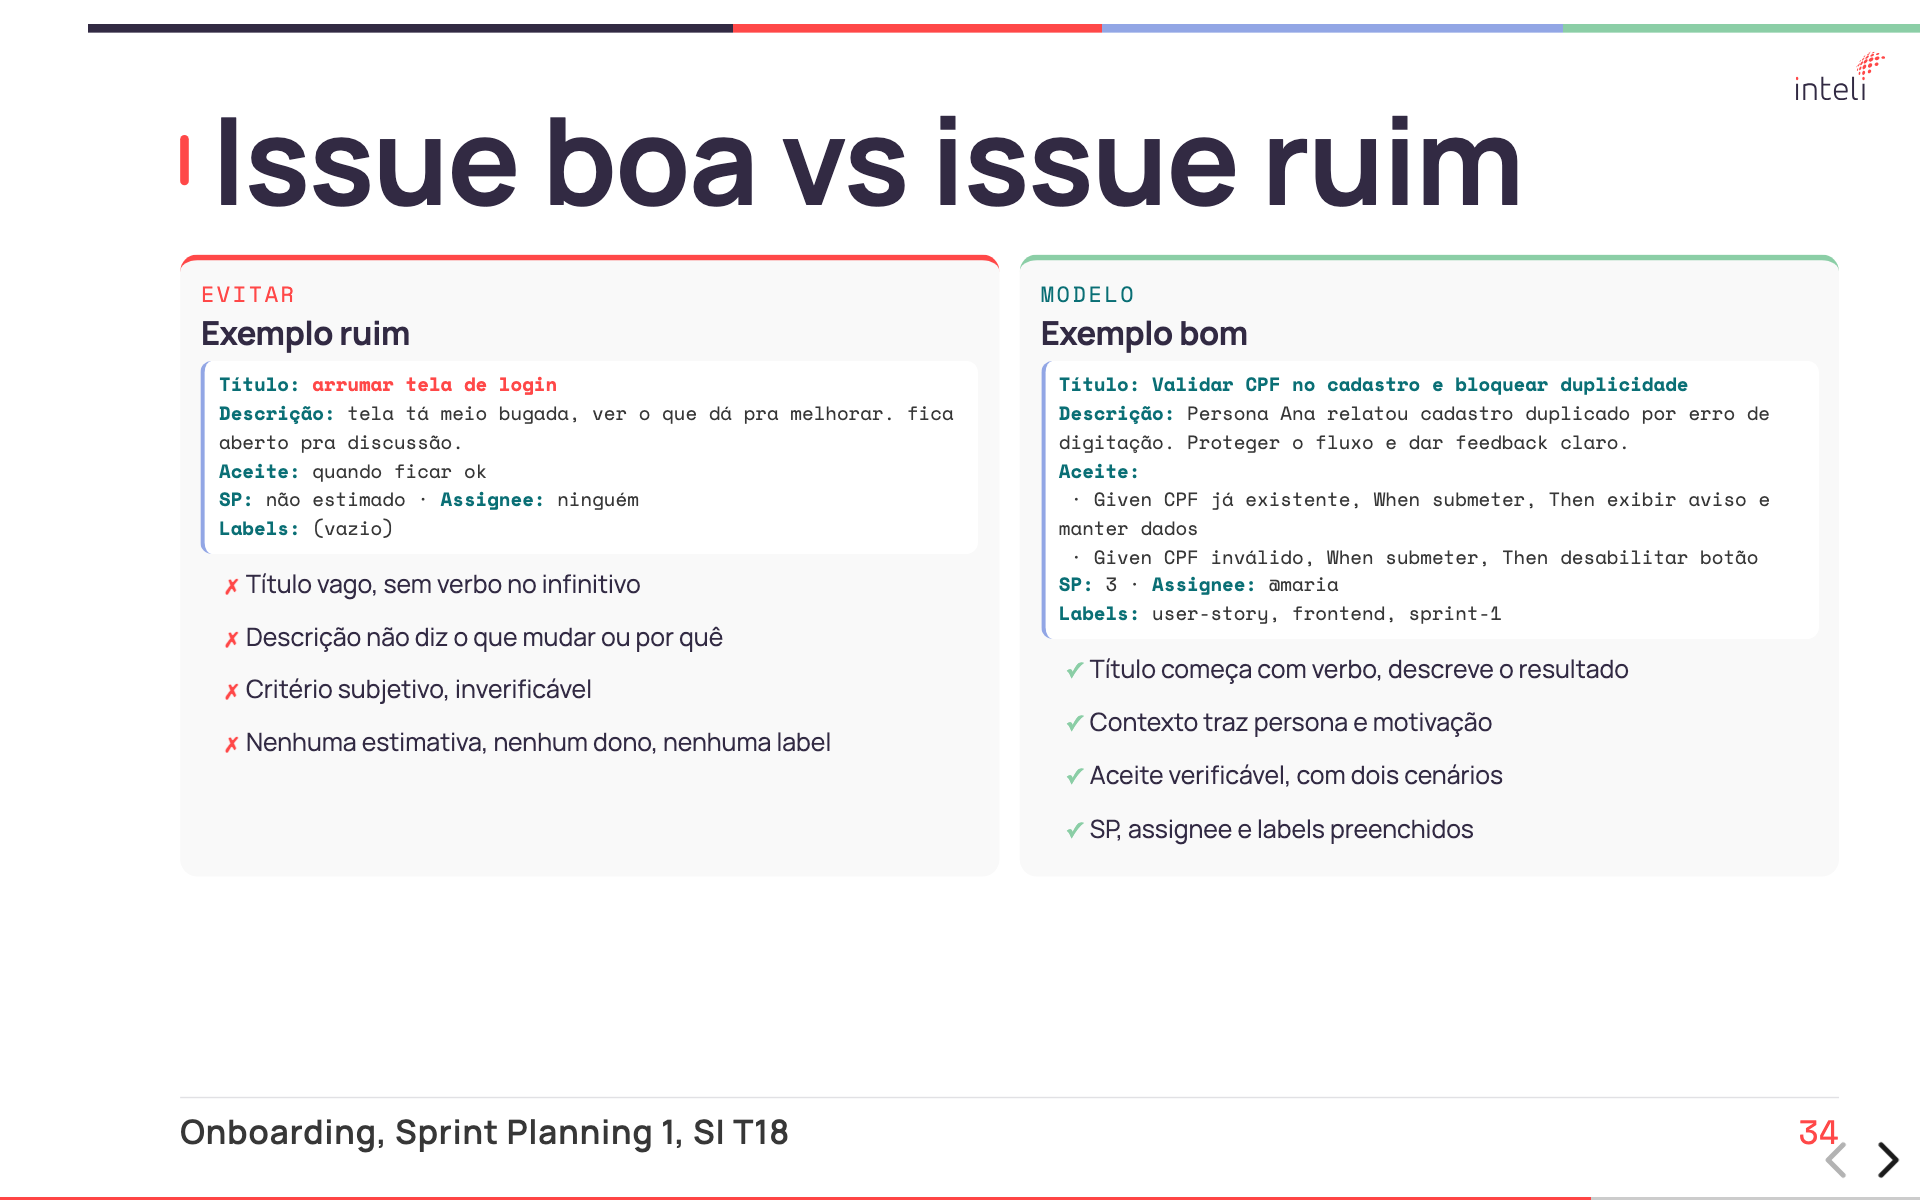 inteli
Issue boa vs issue ruim
EVITAR
Exemplo ruim
Título: arrumar tela de login
Descrição: tela tá meio bugada, ver o que dá pra melhorar. fica
aberto pra discussão.
Aceite: quando ficar ok
SP: não estimado · Assignee: ninguém
Labels: (vazio)
✗ Título vago, sem verbo no infinitivo
✗ Descrição não diz o que mudar ou por quê
✗ Critério subjetivo, inverificável
✗ Nenhuma estimativa, nenhum dono, nenhuma label
MODELO
Exemplo bom
Título: Validar CPF no cadastro e bloquear duplicidade
Descrição: Persona Ana relatou cadastro duplicado por erro de
digitação. Proteger o fluxo e dar feedback claro.
Aceite:
· Given CPF já existente, When submeter, Then exibir aviso e
manter dados
· Given CPF inválido, When submeter, Then desabilitar botão
SP: 3 · Assignee: @maria
Labels: user-story, frontend, sprint-1
✓ Título começa com verbo, descreve o resultado
✓ Contexto traz persona e motivação
✓ Aceite verificável, com dois cenários
✓ SP, assignee e labels preenchidos
Onboarding, Sprint Planning 1, SI T18
34